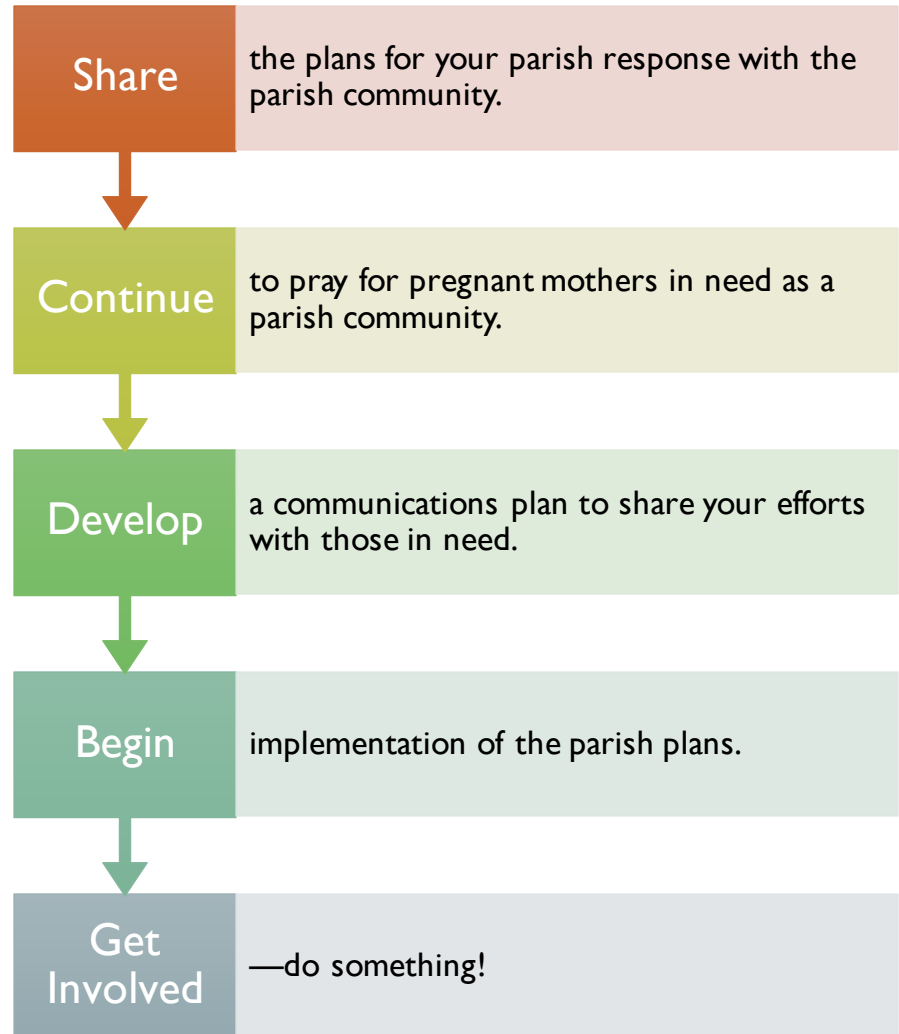 Share
the plans for your parish response with the
parish community.
Continue
to pray for pregnant mothers in need as a
parish community.
Develop
a communications plan to share your efforts
with those in need.
Begin
implementation of the parish plans.
Get
Involved
—do something!